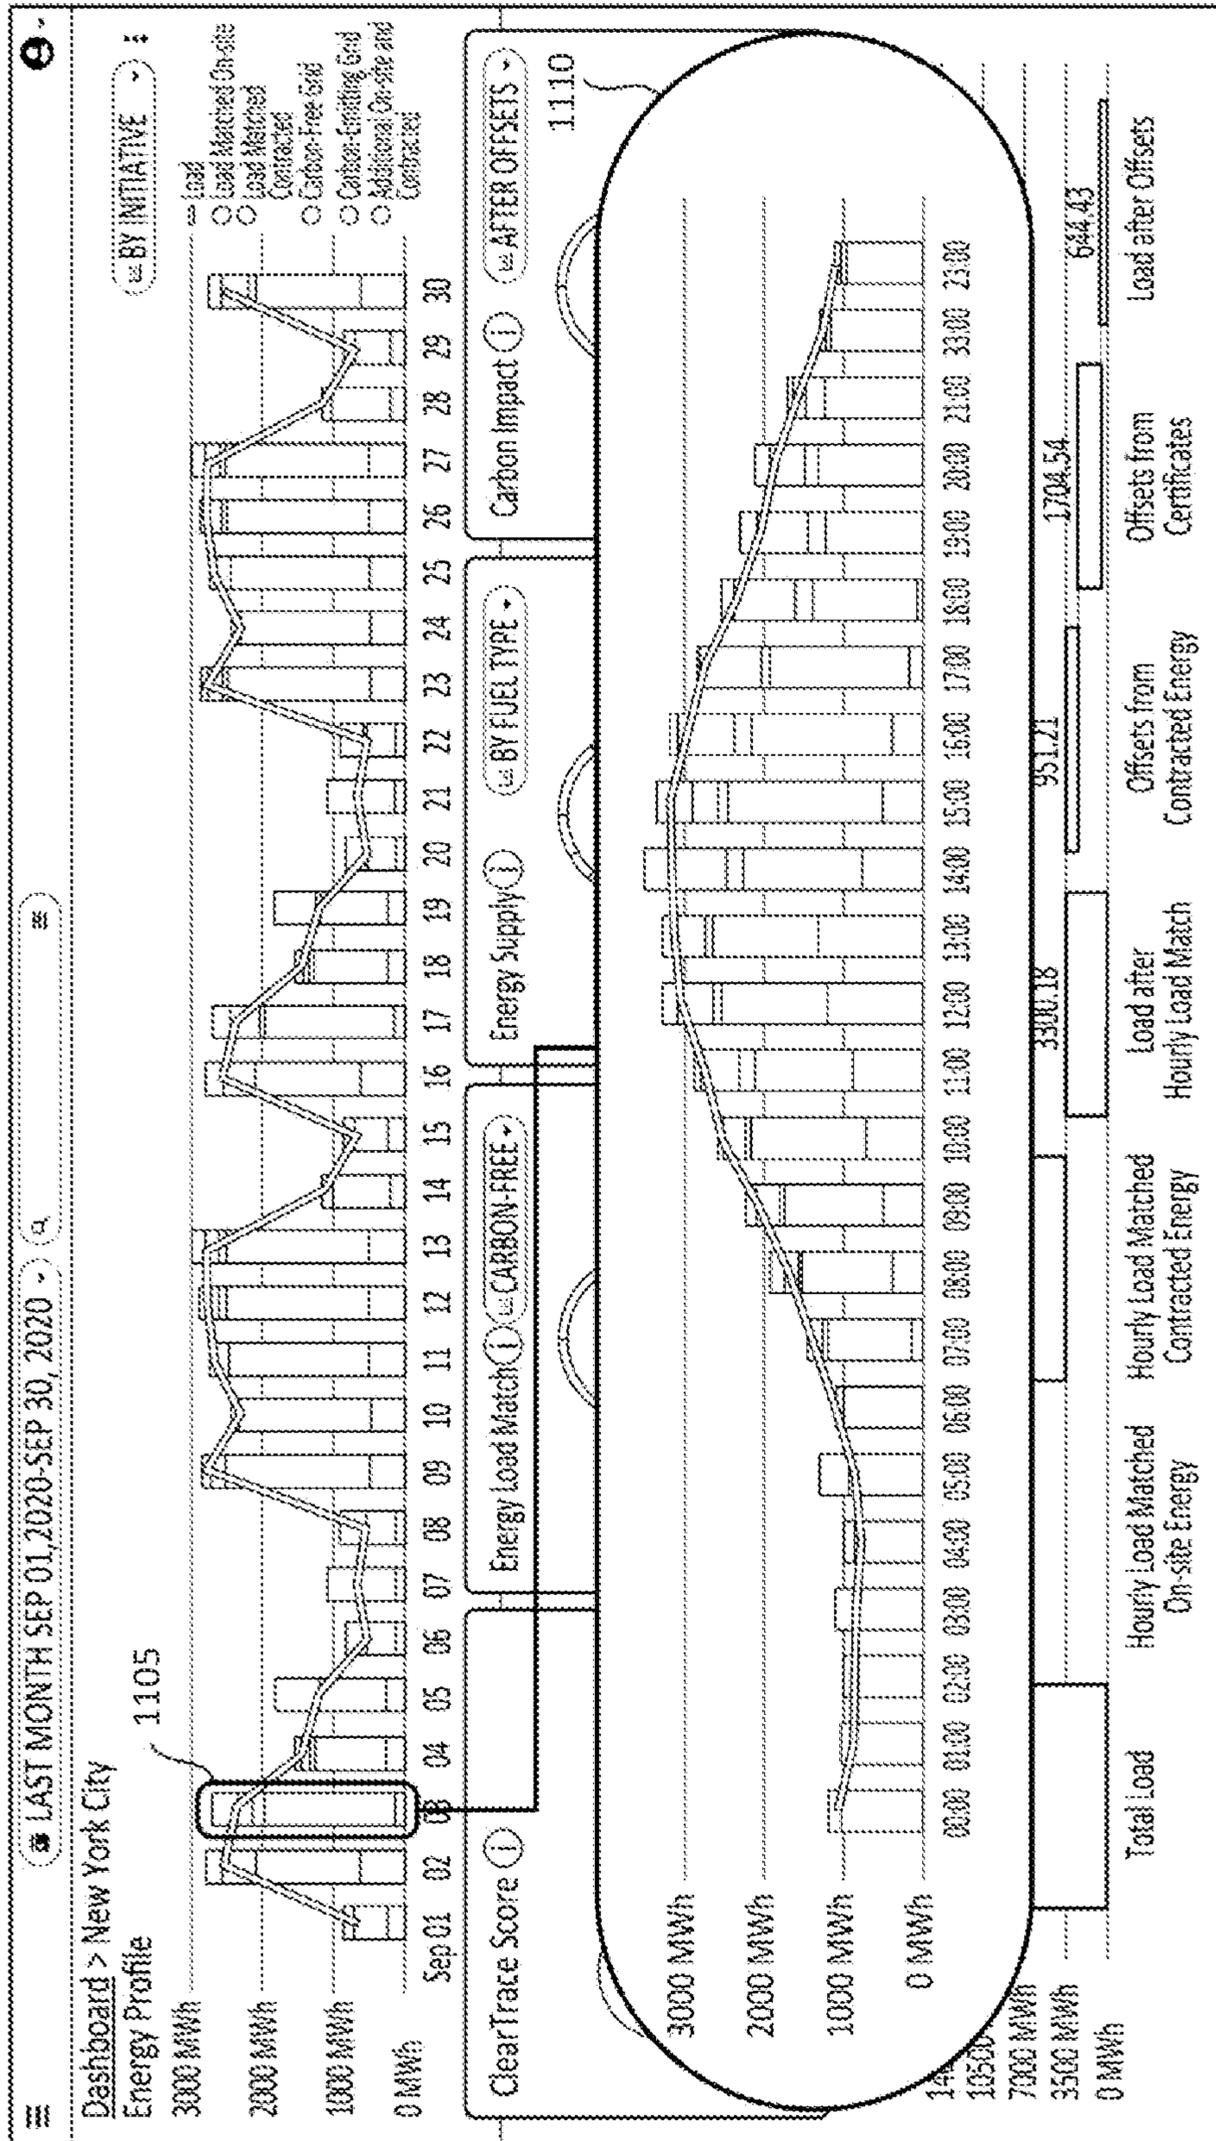 LAST MONTH SEP 01,2020-SEP 30, 2020
Dashboard > New York City
BY INITIATIVE
Energy Profile
1105
3000 MWh
2000 MWh
1000 MWh
0 MWh
Load
Load Matched On-site
Load Matched
Contracted
Carbon-Free Grid
Carbon-Emitting Grid
Additional On-site and
Contracted
Sep 01 02 03 04 05 06 07 08 09 10 11 12 13 14 15 16 17 18 19 20 21 22 23 24 25 26 27 28 29 30
ClearTrace Score i
Energy Load Match i CARBON-FREE
Energy Supply i BY FUEL TYPE
Carbon Impact i AFTER OFFSETS
1110
3000 MWh
2000 MWh
1000 MWh
0 MWh
00:00 01:00 02:00 03:00 04:00 05:00 06:00 07:00 08:00 09:00 10:00 11:00 12:00 13:00 14:00 15:00 16:00 17:00 18:00 19:00 20:00 21:00 33:00 23:00
10500
7000 MWh
3500 MWh
0 MWh
3300.18
951.21
1704.54
644.43
Total Load
Hourly Load Matched
On-site Energy
Hourly Load Matched
Contracted Energy
Load after
Hourly Load Match
Offsets from
Contracted Energy
Offsets from
Certificates
Load after Offsets